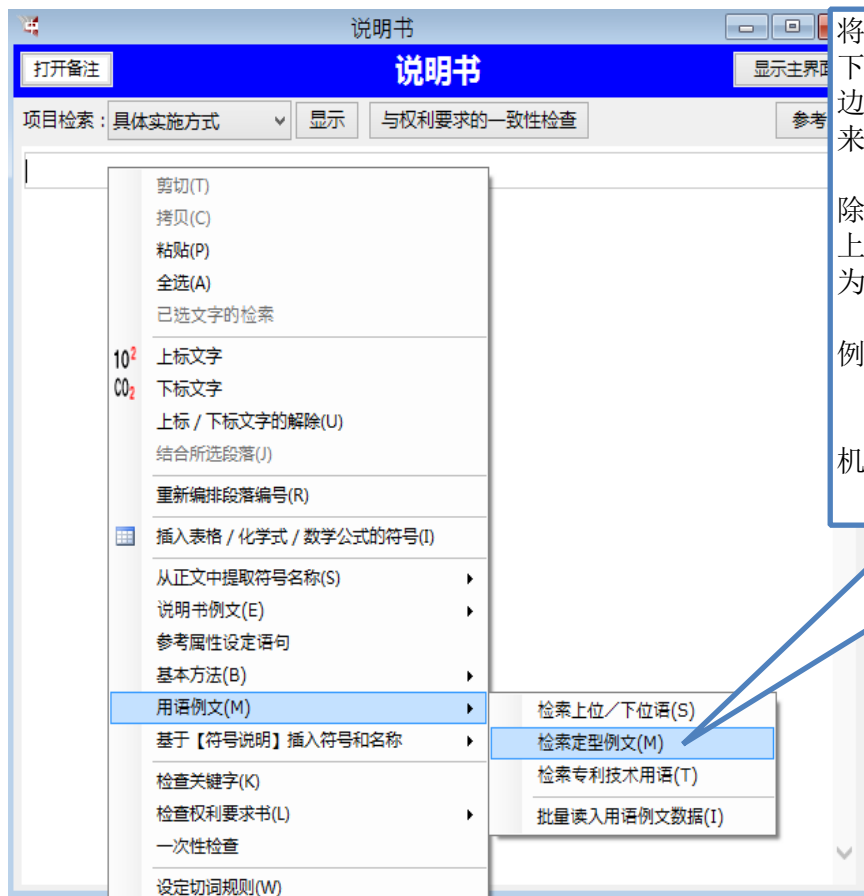 说明书
打开备注
说明书
显示主界面
项目检索：
具体实施方式
显示
与权利要求的一致性检查
参考
剪切(T)
拷贝(C)
粘贴(P)
全选(A)
已选文字的检索
10² 上标文字
CO₂ 下标文字
上标 / 下标文字的解除(U)
结合所选段落(J)
重新编排段落编号(R)
插入表格 / 化学式 / 数学公式的符号(I)
从正文中提取符号名称(S)
说明书例文(E)
参考属性设定语句
基本方法(B)
用语例文(M)
基于【符号说明】插入符号和名称
检查关键字(K)
检查权利要求书(L)
一次性检查
设定切词规则(W)
检索上位／下位语(S)
检索定型例文(M)
检索专利技术用语(T)
批量读入用语例文数据(I)
将
下
边
来
除
上
为
例
机